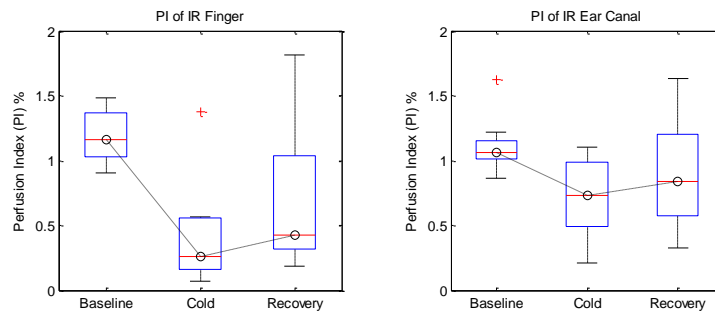 PI of IR Finger
Perfusion Index (PI) %
2
1.5
1
0.5
0
Baseline Cold Recovery
PI of IR Ear Canal
Perfusion Index (PI) %
2
1.5
1
0.5
0
Baseline Cold Recovery